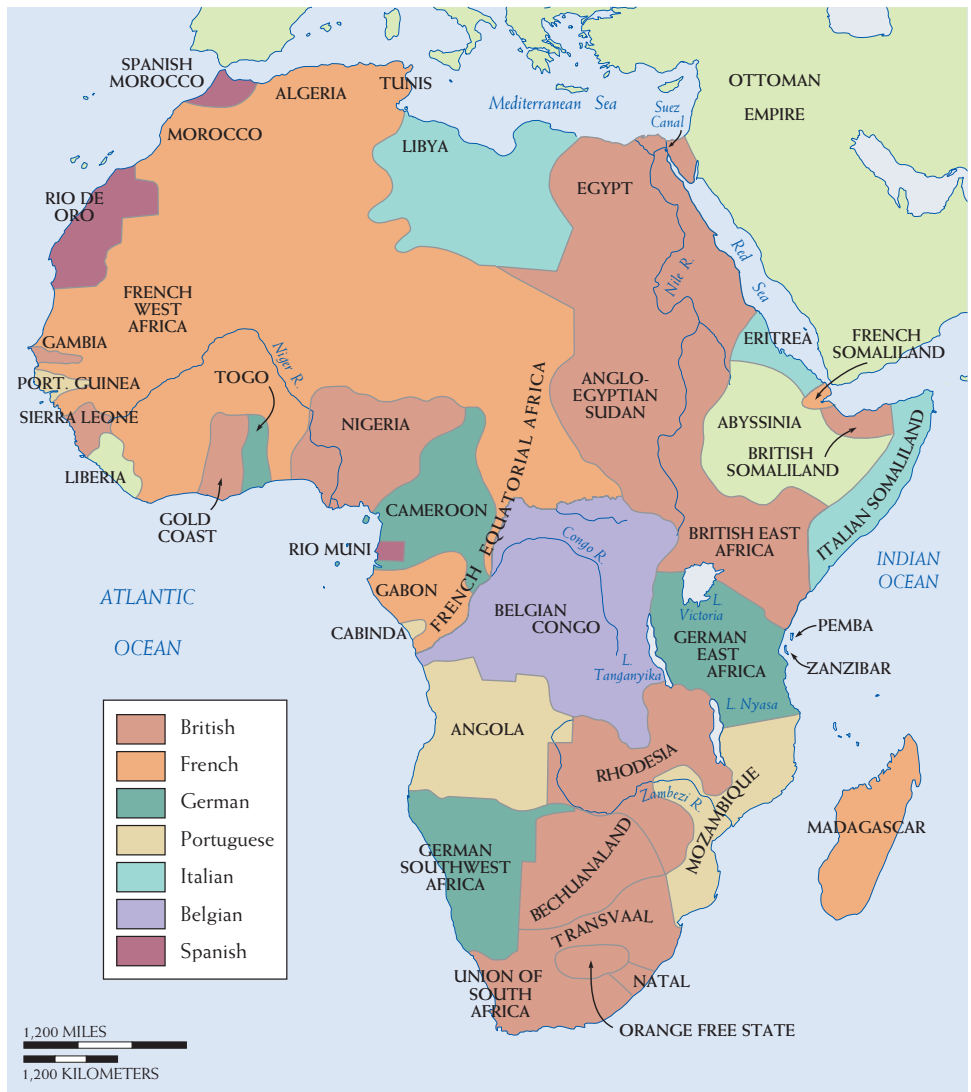 SPANISH
MOROCCO
ALGERIA
TUNIS
Mediterranean Sea
Suez
Canal
OTTOMAN
EMPIRE
MOROCCO
LIBYA
EGYPT
RIO DE
ORO
Red
Sea
Nile R.
FRENCH
WEST
AFRICA
GAMBIA
PORT. GUINEA
SIERRA LEONE
LIBERIA
TOGO
Niger R.
GOLD
COAST
NIGERIA
CAMEROON
FRENCH EQUATORIAL AFRICA
ANGLO-
EGYPTIAN
SUDAN
ERITREA
FRENCH
SOMALILAND
ABYSSINIA
BRITISH
SOMALILAND
ITALIAN SOMALILAND
RIO MUNI
GABON
CABINDA
Congo R.
BELGIAN
CONGO
BRITISH EAST
AFRICA
INDIAN
OCEAN
L.
Victoria
GERMAN
EAST
AFRICA
PEMBA
ZANZIBAR
L.
Tanganyika
L. Nyasa
ATLANTIC
OCEAN
ANGOLA
RHODESIA
Zambezi R.
MOZAMBIQUE
MADAGASCAR
GERMAN
SOUTHWEST
AFRICA
BECHUANALAND
TRANSVAAL
UNION OF
SOUTH
AFRICA
NATAL
ORANGE FREE STATE
British
French
German
Portuguese
Italian
Belgian
Spanish
1,200 MILES
1,200 KILOMETERS